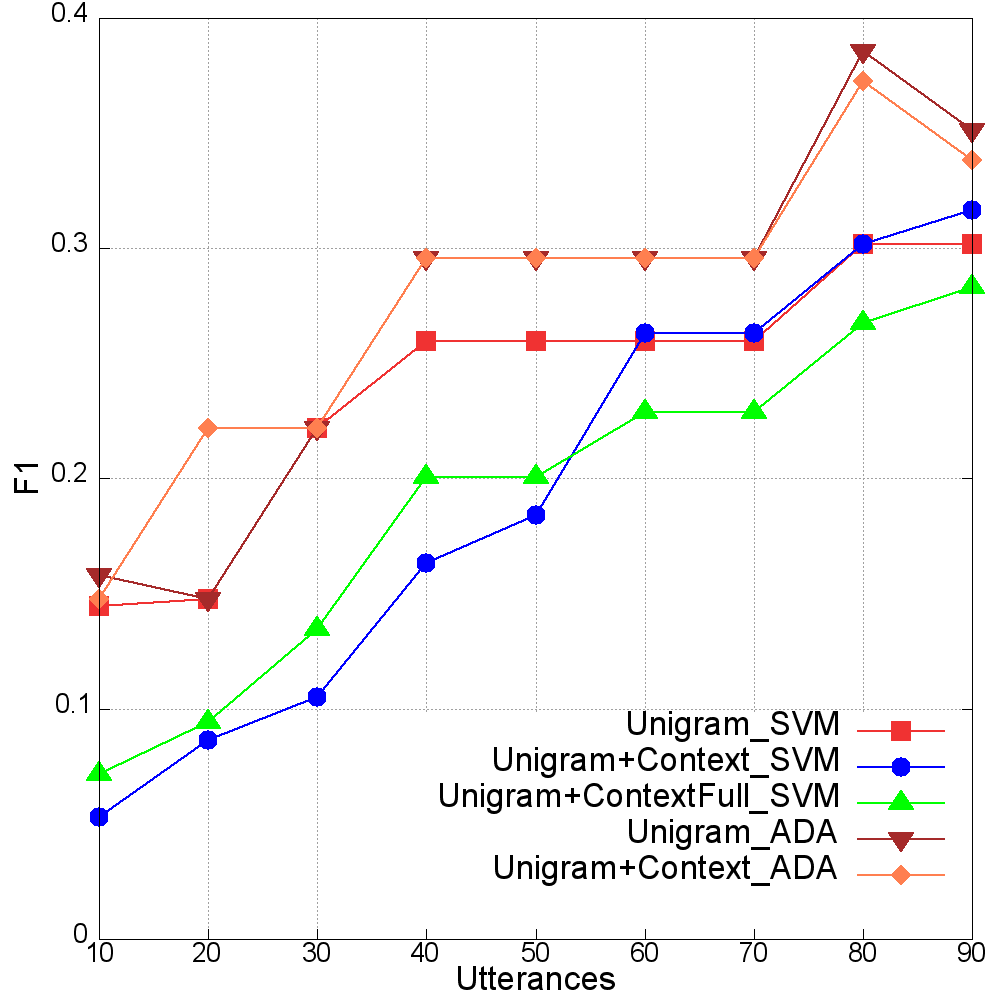 0.4
0.3
0.2
0.1
0
F1
Unigram_SVM
Unigram+Context_SVM
Unigram+ContextFull_SVM
Unigram_ADA
Unigram+Context_ADA
10 20 30 40 50 60 70 80 90
Utterances